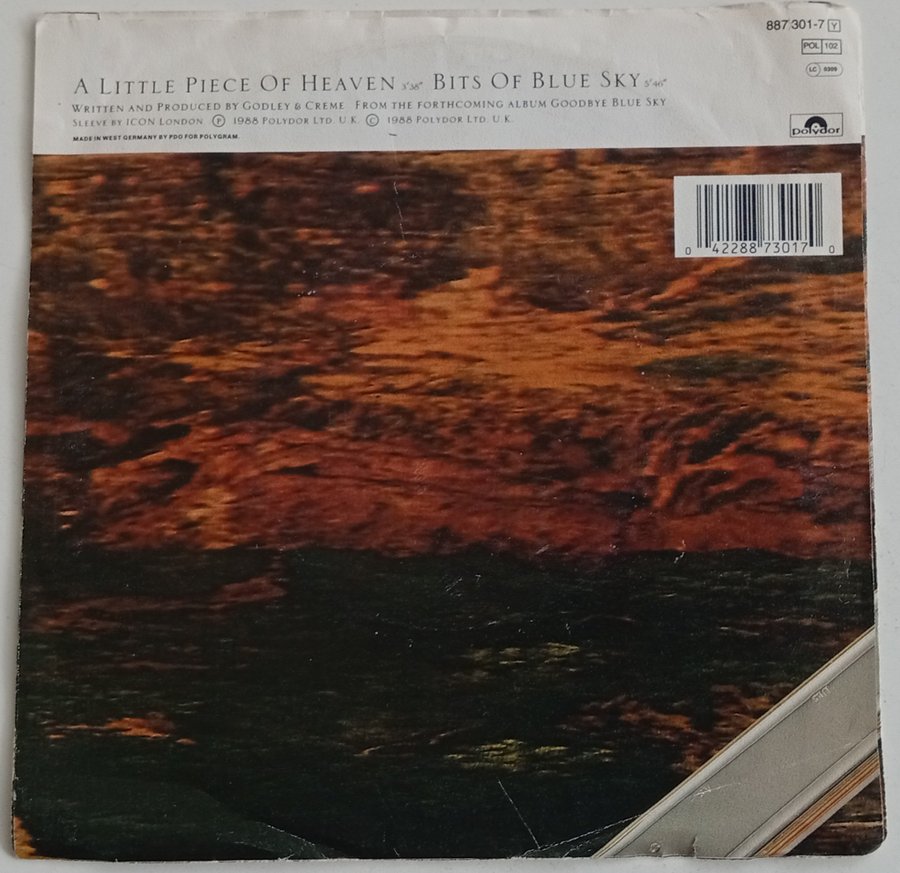 887 301-7 Y
POL 102
LC 0309
A LITTLE PIECE OF HEAVEN 3'38" BITS OF BLUE SKY 5'46"
WRITTEN AND PRODUCED BY GODLEY & CREME FROM THE FORTHCOMING ALBUM GOODBYE BLUE SKY
SLEEVE BY ICON LONDON Ⓟ 1988 POLYDOR LTD. U.K. © 1988 POLYDOR LTD. U.K.
MADE IN WEST GERMANY BY PDO FOR POLYGRAM.
polydor
0 42288 73017 0